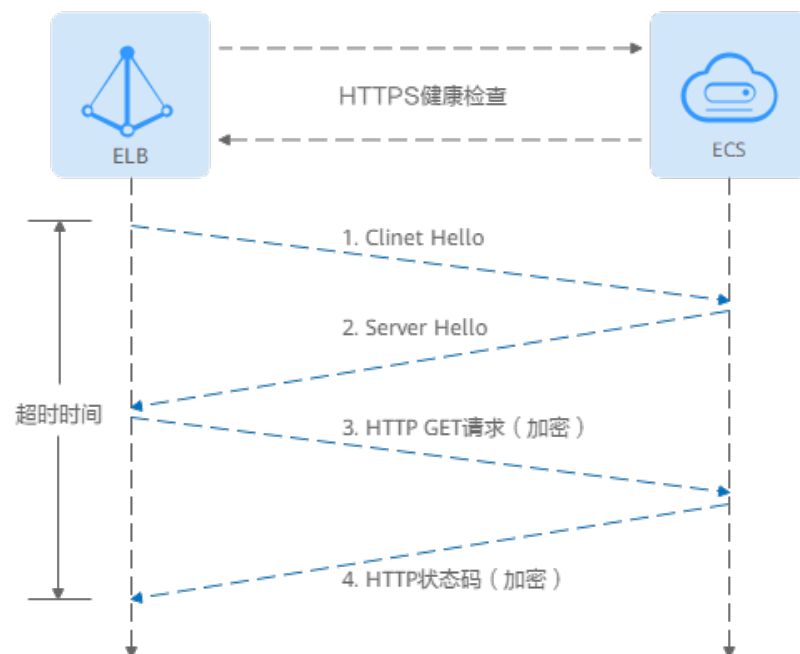 HTTPS健康检查
ELB
ECS
1. Clinet Hello
2. Server Hello
超时时间
3. HTTP GET请求（加密）
4. HTTP状态码（加密）